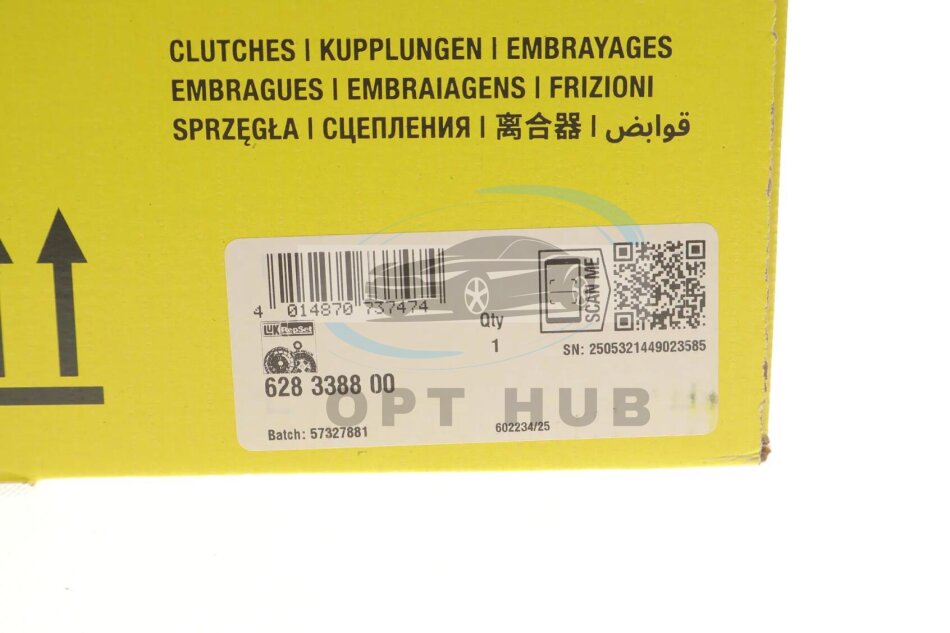 CLUTCHES | KUPPLUNGEN | EMBRAYAGES
EMBRAGUES | EMBRAIAGENS | FRIZIONI
SPRZĘGŁA | СЦЕПЛЕНИЯ | 离合器 | قوابض
4 014870 737474
LuK RepSet
Qty
1
SCAN ME
SN: 2505321449023585
628 3388 00
OPT HUB
Batch: 57327881
602234/25